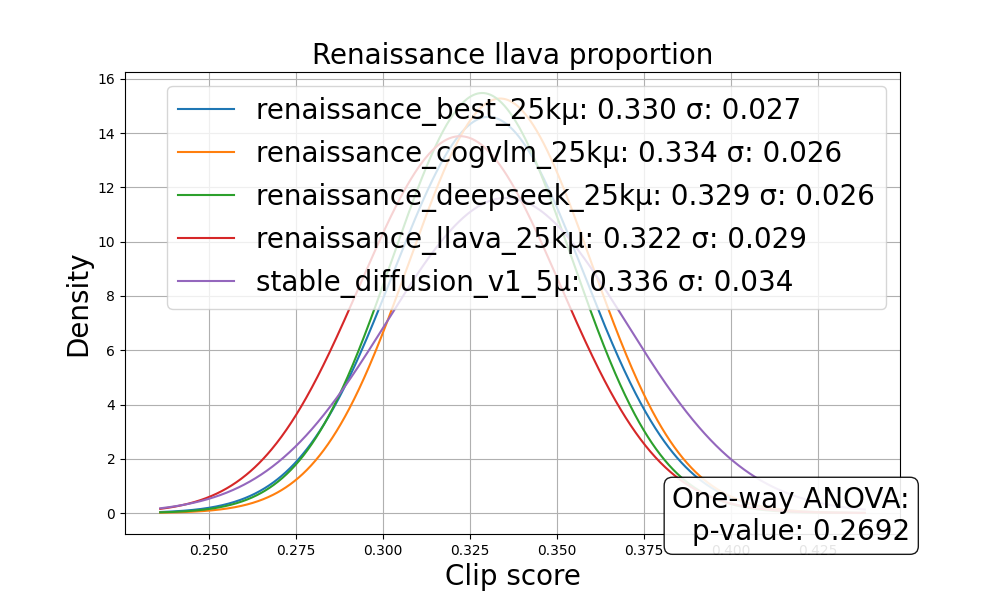 Renaissance llava proportion
16
14
12
10
8
6
4
2
0
Density
renaissance_best_25kμ: 0.330 σ: 0.027
renaissance_cogvlm_25kμ: 0.334 σ: 0.026
renaissance_deepseek_25kμ: 0.329 σ: 0.026
renaissance_llava_25kμ: 0.322 σ: 0.029
stable_diffusion_v1_5μ: 0.336 σ: 0.034
One-way ANOVA:
p-value: 0.2692
0.250 0.275 0.300 0.325 0.350 0.375 0.400 0.425
Clip score